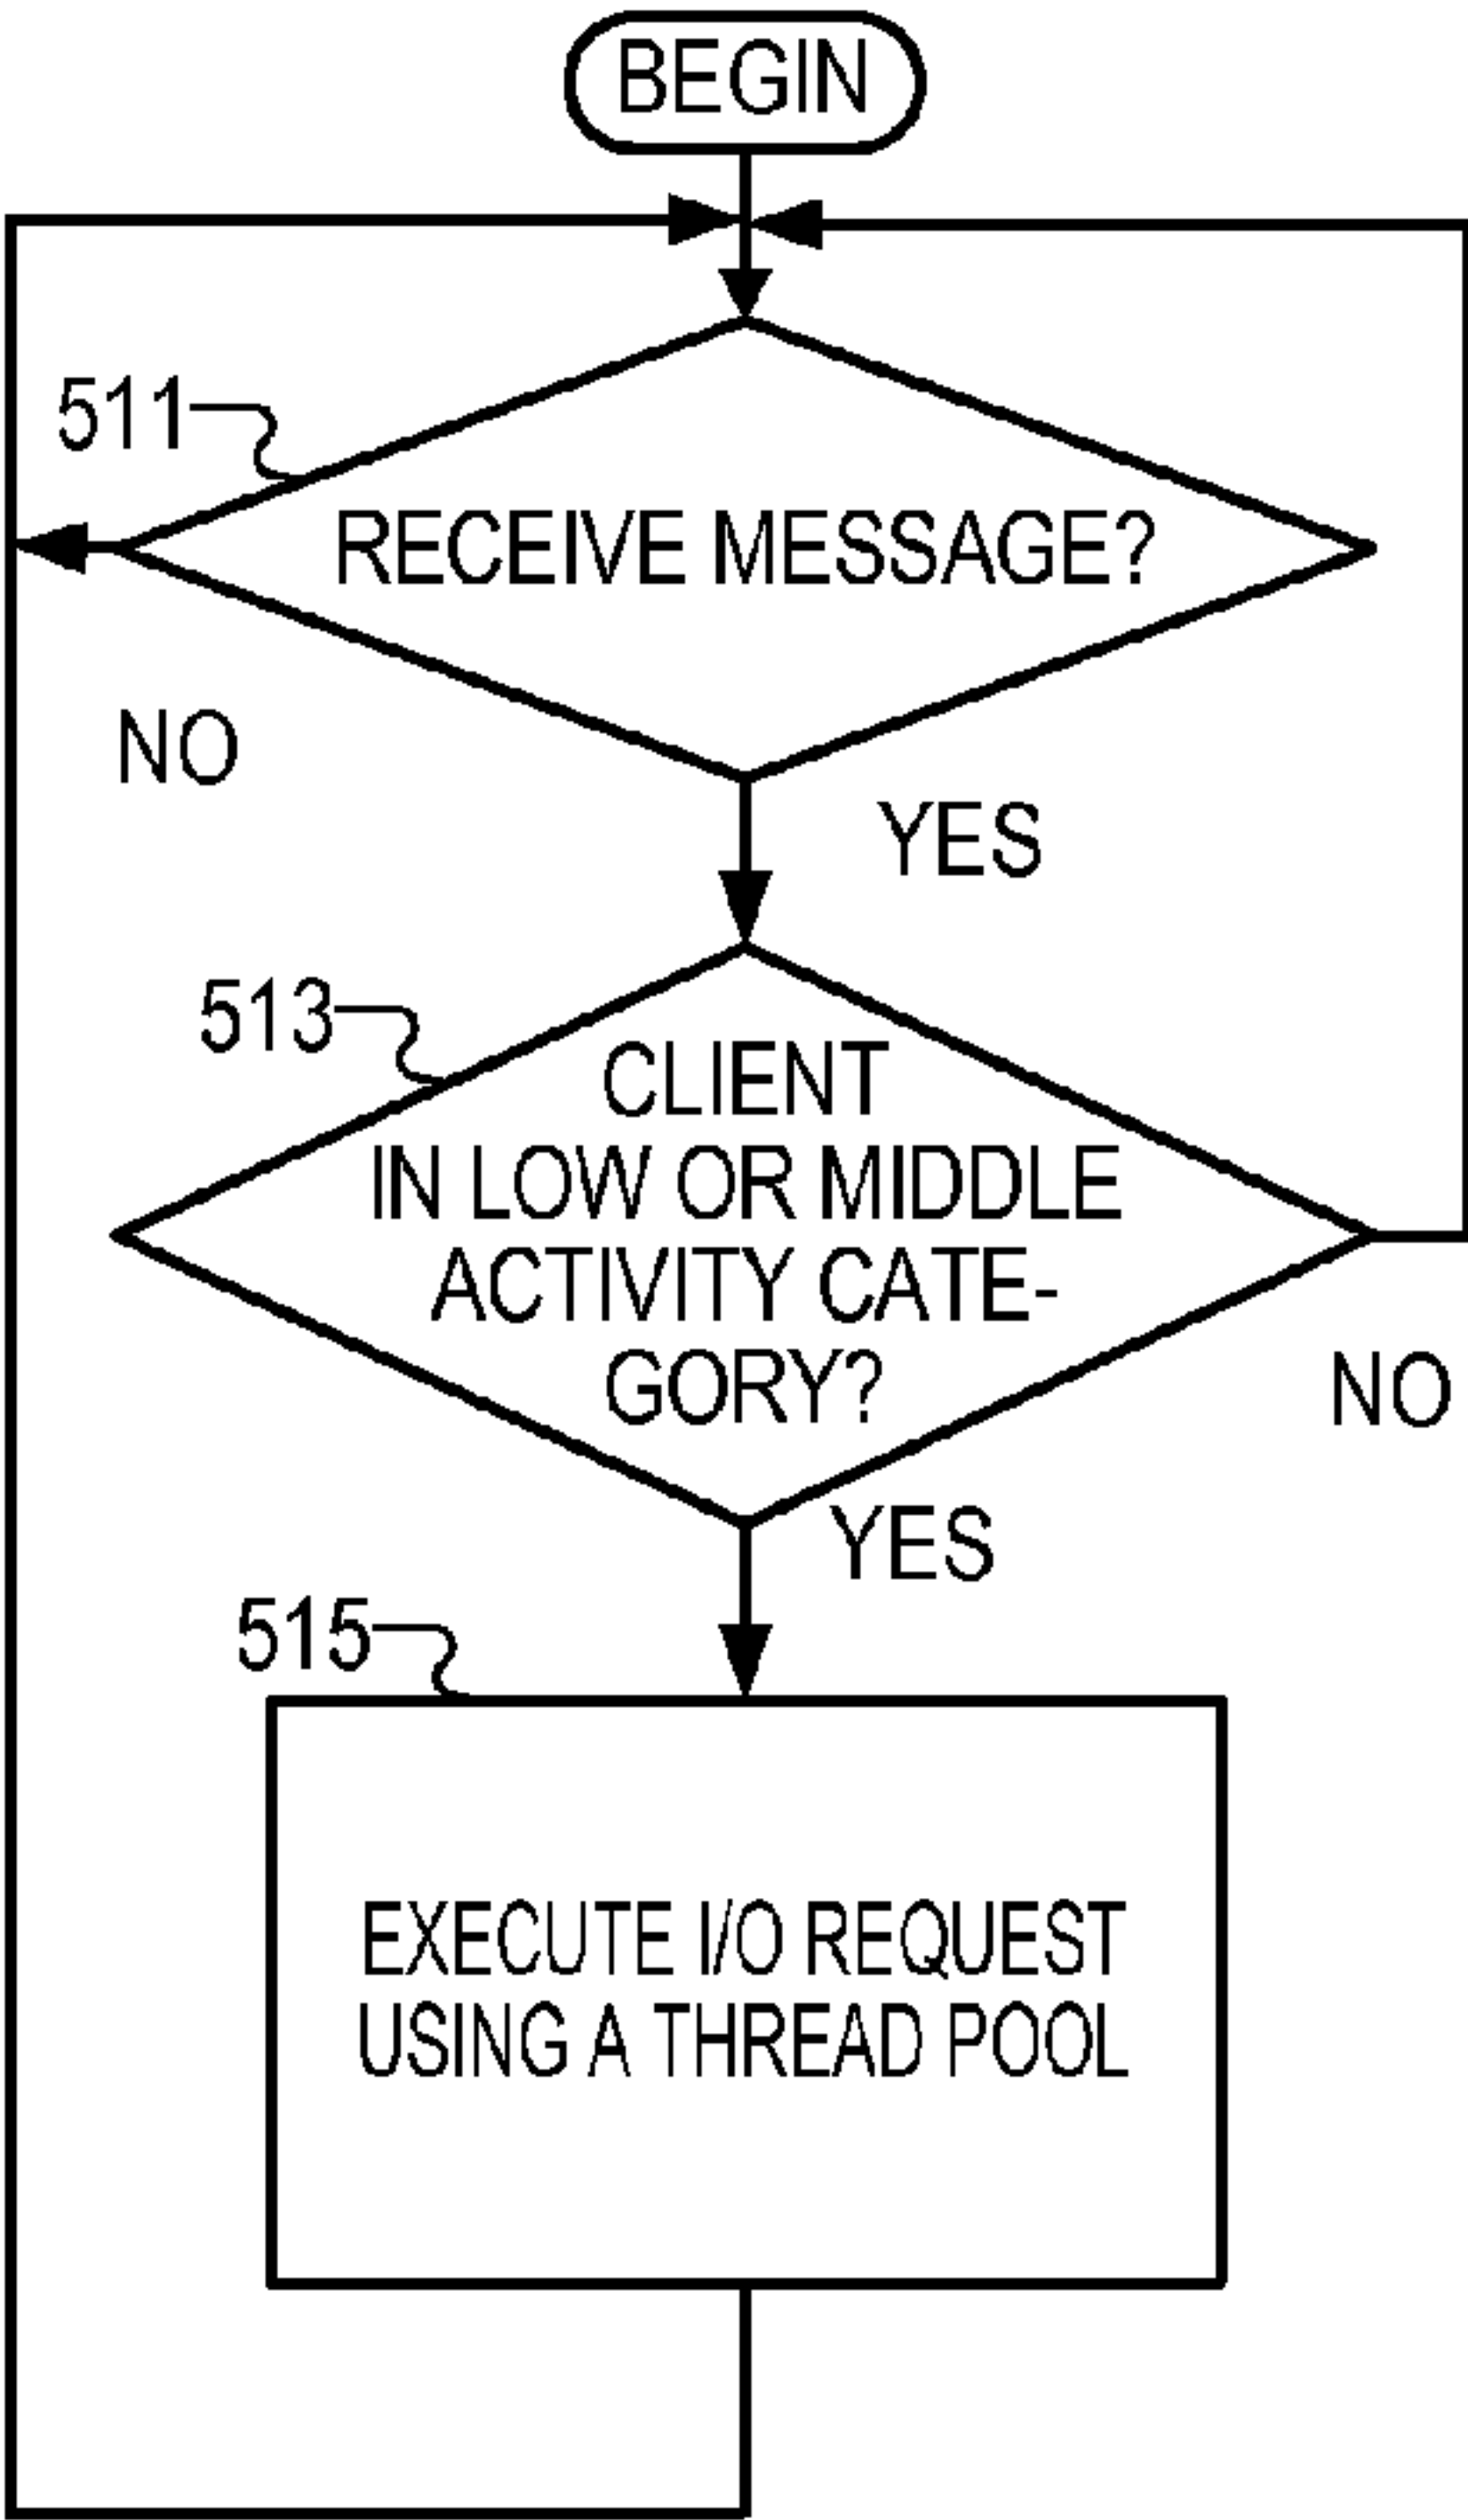 BEGIN
511
RECEIVE MESSAGE?
NO
YES
513
CLIENT
IN LOW OR MIDDLE
ACTIVITY CATE-
GORY?
NO
YES
515
EXECUTE I/O REQUEST
USING A THREAD POOL